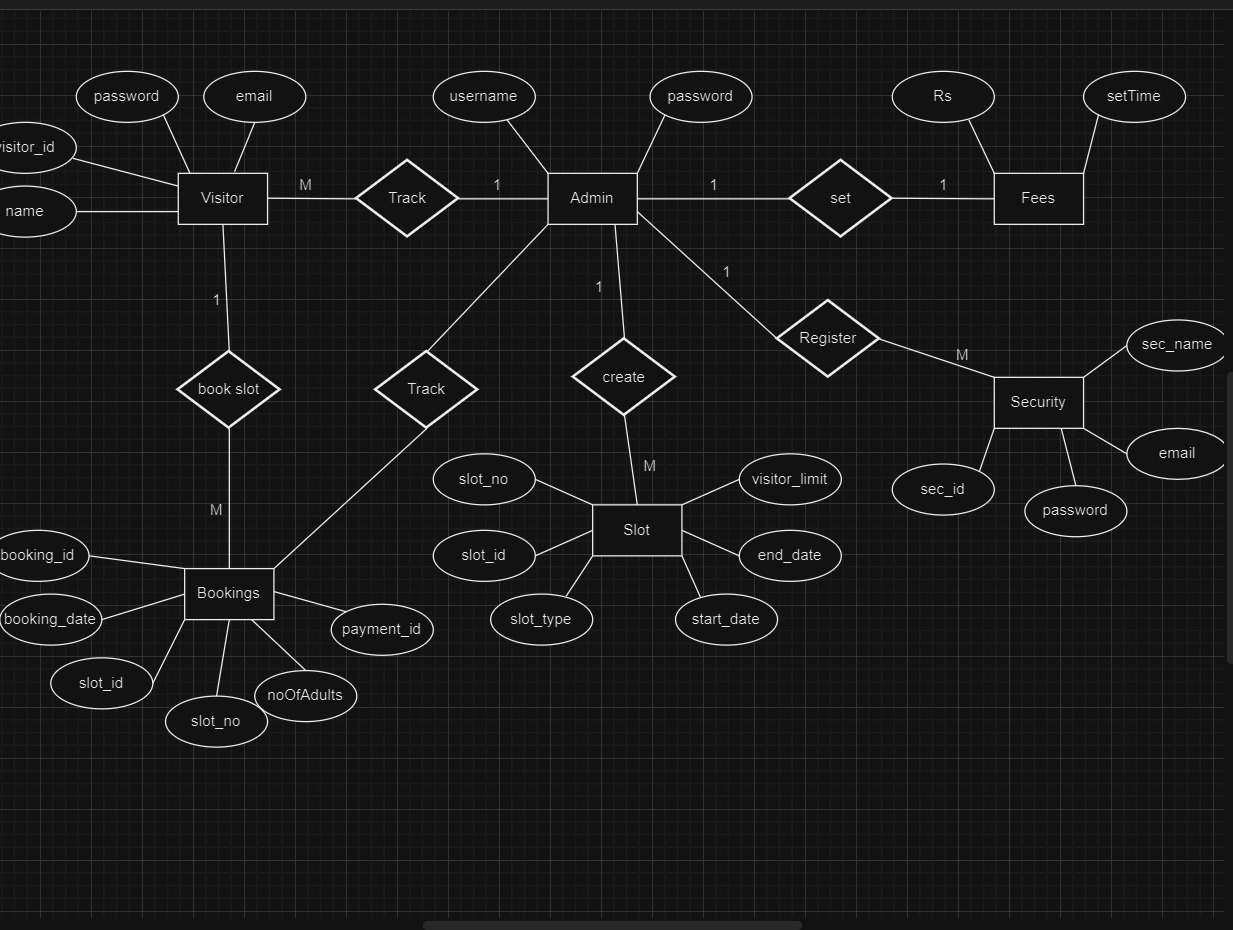 password
email
username
password
Rs
setTime
visitor_id
name
Visitor
M
Track
1
Admin
1
set
1
Fees
1
1
1
Register
M
sec_name
book slot
Track
create
Security
M
slot_no
visitor_limit
email
sec_id
password
M
Slot
booking_id
slot_id
end_date
Bookings
booking_date
payment_id
slot_type
start_date
slot_id
slot_no
noOfAdults